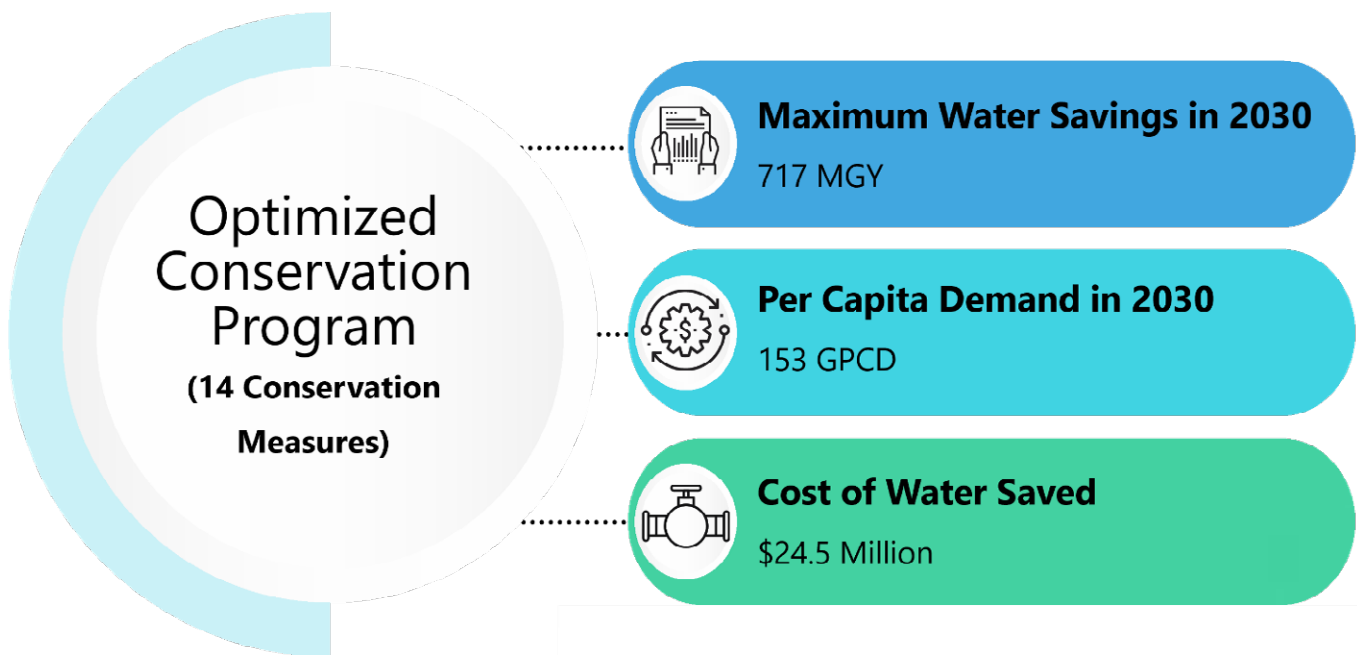 Optimized
Conservation
Program
(14 Conservation
Measures)
Maximum Water Savings in 2030
717 MGY
Per Capita Demand in 2030
153 GPCD
Cost of Water Saved
$24.5 Million